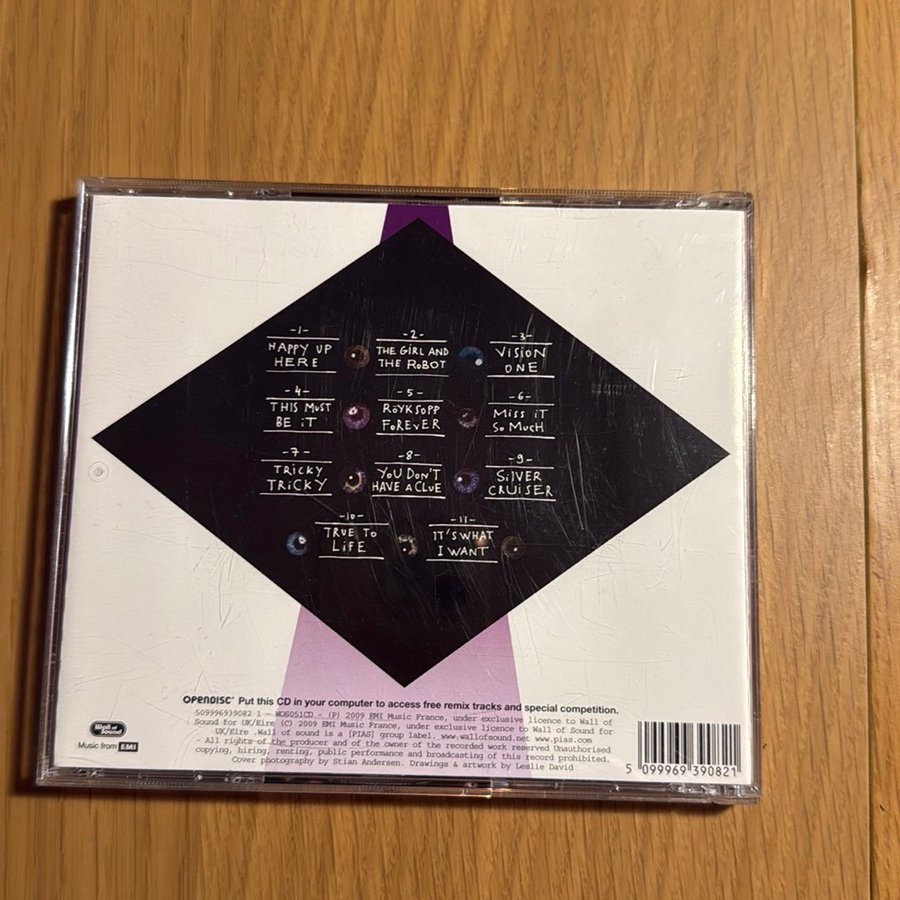 -1-
HAPPY UP
HERE
-2-
THE GIRL AND
THE ROBOT
-3-
VISION
ONE
-4-
THIS MUST
BE iT
-5-
RÖYKSOPP
FOREVER
-6-
MISS iT
SO MUCH
-7-
TRICKY
TRiCKY
-8-
YOU DON'T
HAVE A CLUE
-9-
SiLVER
CRUiSER
-10-
TRUE TO
LiFE
-11-
IT'S WHAT
I WANT
OPENDISC™ Put this CD in your computer to access free remix tracks and special competition.
509996939082 1 - WOS051CD - (P) 2009 EMI Music France, under exclusive licence to Wall of
Sound for UK/Eire (C) 2009 EMI Music France, under exclusive licence to Wall of Sound for
UK/Eire .Wall of sound is a [PIAS] group label. www.wallofsound.net www.pias.com
- All rights of the producer and of the owner of the recorded work reserved Unauthorised
copying, hiring, renting, public performance and broadcasting of this record prohibited.
Cover photography by Stian Andersen. Drawings & artwork by Leslie David
Wall of
Sound
Music from EMI
5 099969 390821